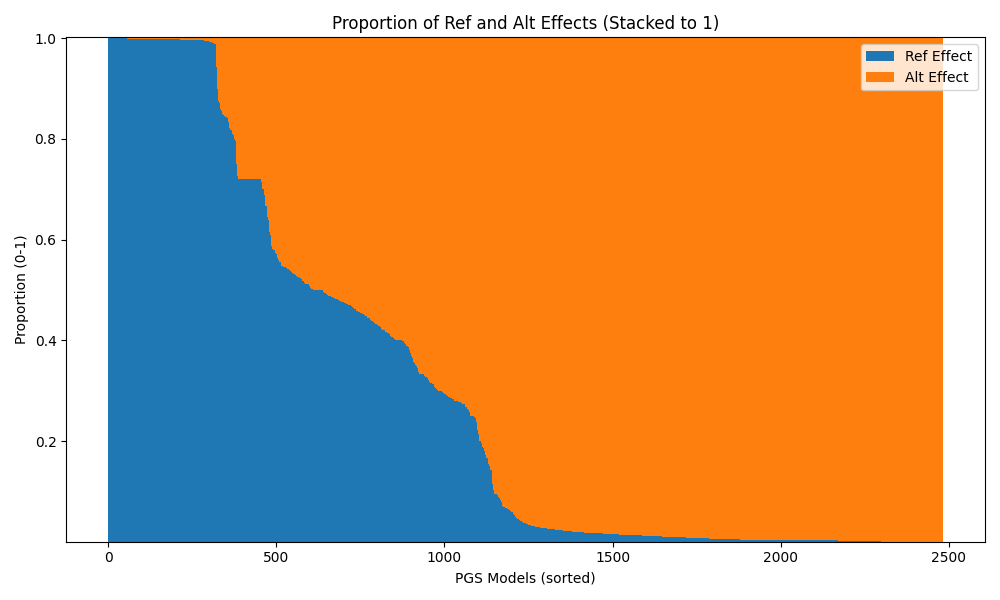 Proportion of Ref and Alt Effects (Stacked to 1)
Ref Effect
Alt Effect
Proportion (0-1)
1.0
0.8
0.6
0.4
0.2
0 500 1000 1500 2000 2500
PGS Models (sorted)